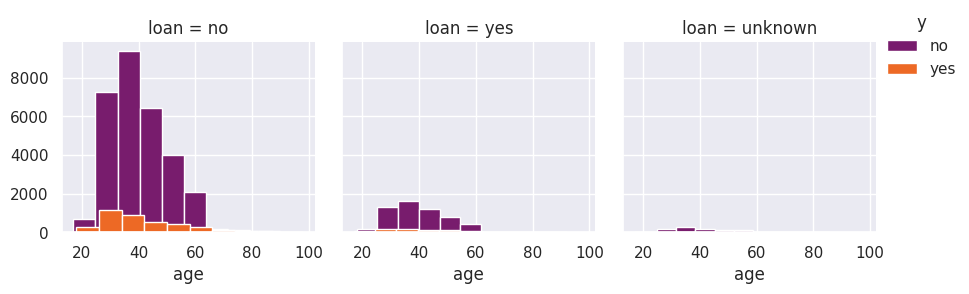 loan = no
loan = yes
loan = unknown
y
no
yes
8000
6000
4000
2000
0
20 40 60 80 100
20 40 60 80 100
20 40 60 80 100
age
age
age